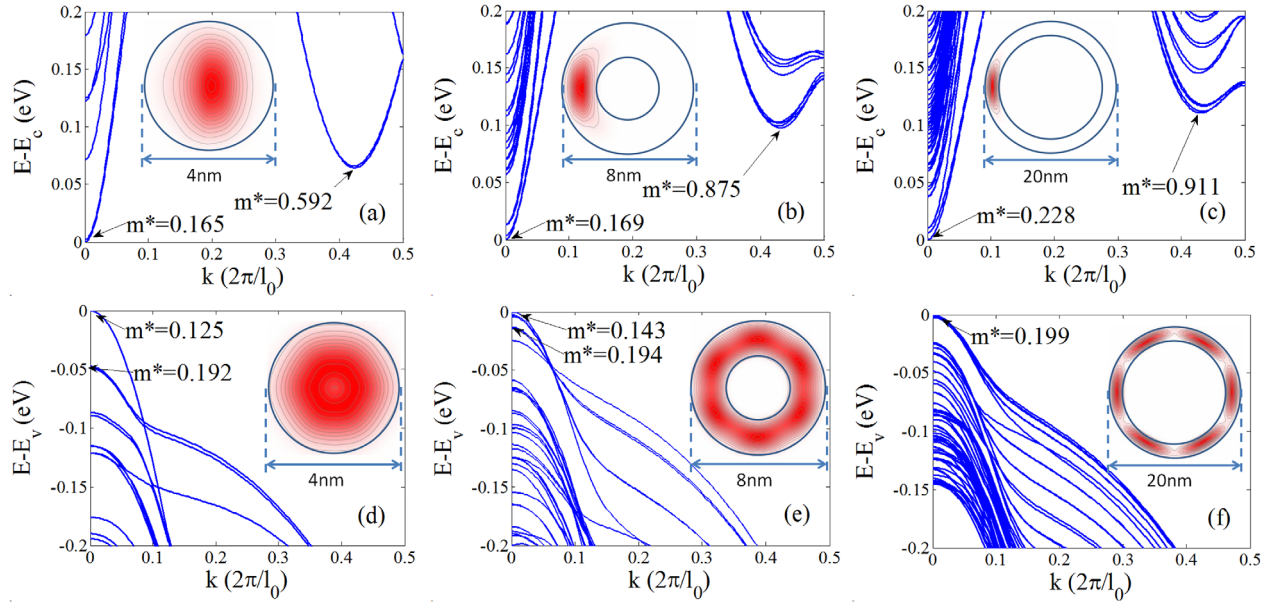 0.2
0.15
0.1
0.05
0
E-E_c (eV)
4nm
m*=0.592
m*=0.165
(a)
0 0.1 0.2 0.3 0.4 0.5
k (2π/l_0)
0.2
0.15
0.1
0.05
0
E-E_c (eV)
8nm
m*=0.875
m*=0.169
(b)
0 0.1 0.2 0.3 0.4 0.5
k (2π/l_0)
0.2
0.15
0.1
0.05
0
E-E_c (eV)
20nm
m*=0.911
m*=0.228
(c)
0 0.1 0.2 0.3 0.4 0.5
k (2π/l_0)
0
-0.05
-0.1
-0.15
-0.2
E-E_v (eV)
m*=0.125
m*=0.192
4nm
(d)
0 0.1 0.2 0.3 0.4 0.5
k (2π/l_0)
0
-0.05
-0.1
-0.15
-0.2
E-E_v (eV)
m*=0.143
m*=0.194
8nm
(e)
0 0.1 0.2 0.3 0.4 0.5
k (2π/l_0)
0
-0.05
-0.1
-0.15
-0.2
E-E_v (eV)
m*=0.199
20nm
(f)
0 0.1 0.2 0.3 0.4 0.5
k (2π/l_0)